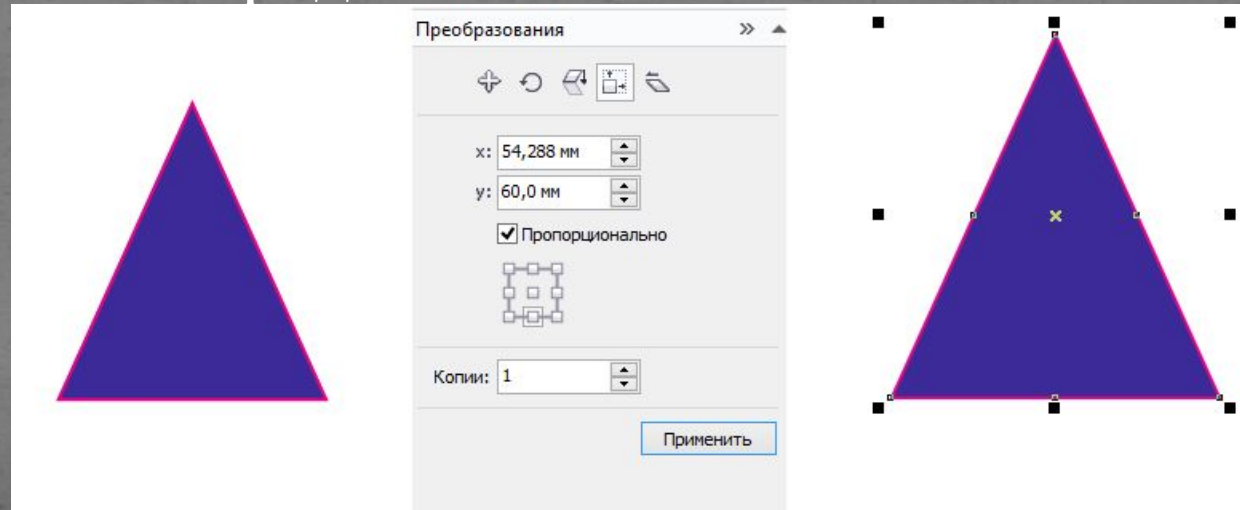 Преобразования
x: 54,288 мм
y: 60,0 мм
Пропорционально
Копии: 1
Применить